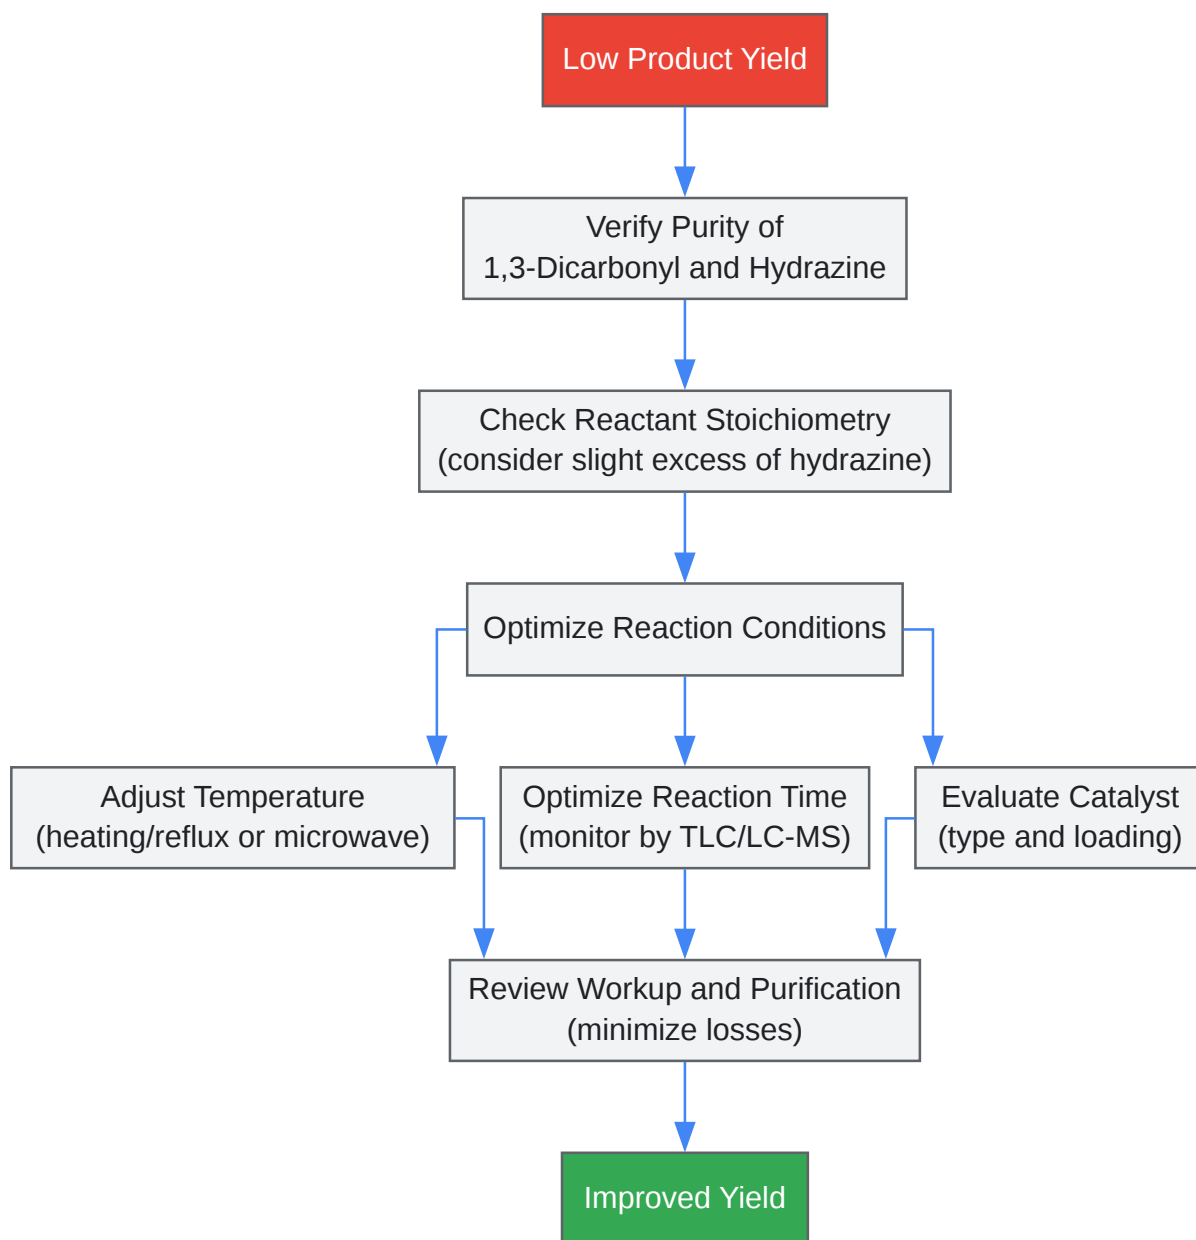 Low Product Yield
Verify Purity of
1,3-Dicarbonyl and Hydrazine
Check Reactant Stoichiometry
(consider slight excess of hydrazine)
Optimize Reaction Conditions
Adjust Temperature
(heating/reflux or microwave)
Optimize Reaction Time
(monitor by TLC/LC-MS)
Evaluate Catalyst
(type and loading)
Review Workup and Purification
(minimize losses)
Improved Yield